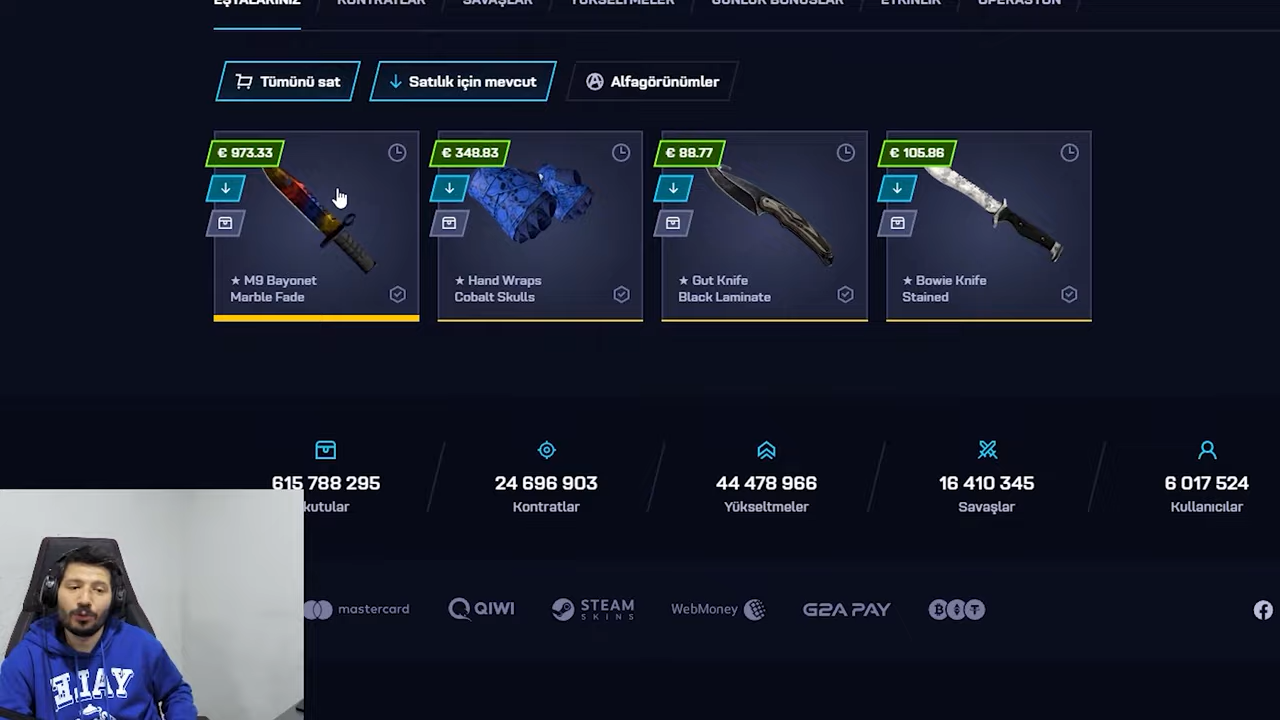 EŞYALARINIZ
KONTRATLAR
SAVAŞLAR
YÜKSELTMELER
GÜNLÜK BONUSLAR
ETKİNLİK
OPERASYON
Tümünü sat
Satılık için mevcut
Alfagörünümler
€ 973.33
€ 348.83
€ 88.77
€ 105.86
★ M9 Bayonet
Marble Fade
★ Hand Wraps
Cobalt Skulls
★ Gut Knife
Black Laminate
★ Bowie Knife
Stained
615 788 295
kutular
24 696 903
Kontratlar
44 478 966
Yükseltmeler
16 410 345
Savaşlar
6 017 524
Kullanıcılar
mastercard
QIWI
STEAM
SKINS
WebMoney
G2A PAY
YALE